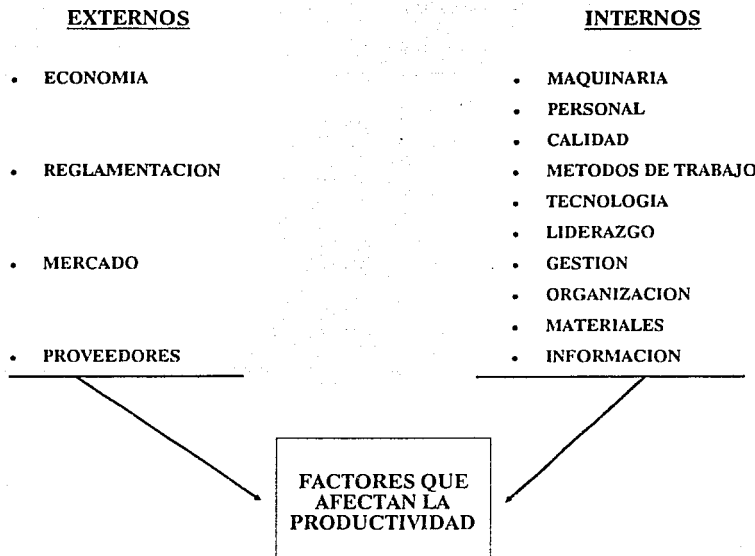 EXTERNOS
• ECONOMIA
• REGLAMENTACION
• MERCADO
• PROVEEDORES
INTERNOS
• MAQUINARIA
• PERSONAL
• CALIDAD
• METODOS DE TRABAJO
• TECNOLOGIA
• LIDERAZGO
• GESTION
• ORGANIZACION
• MATERIALES
• INFORMACION
FACTORES QUE
AFECTAN LA
PRODUCTIVIDAD